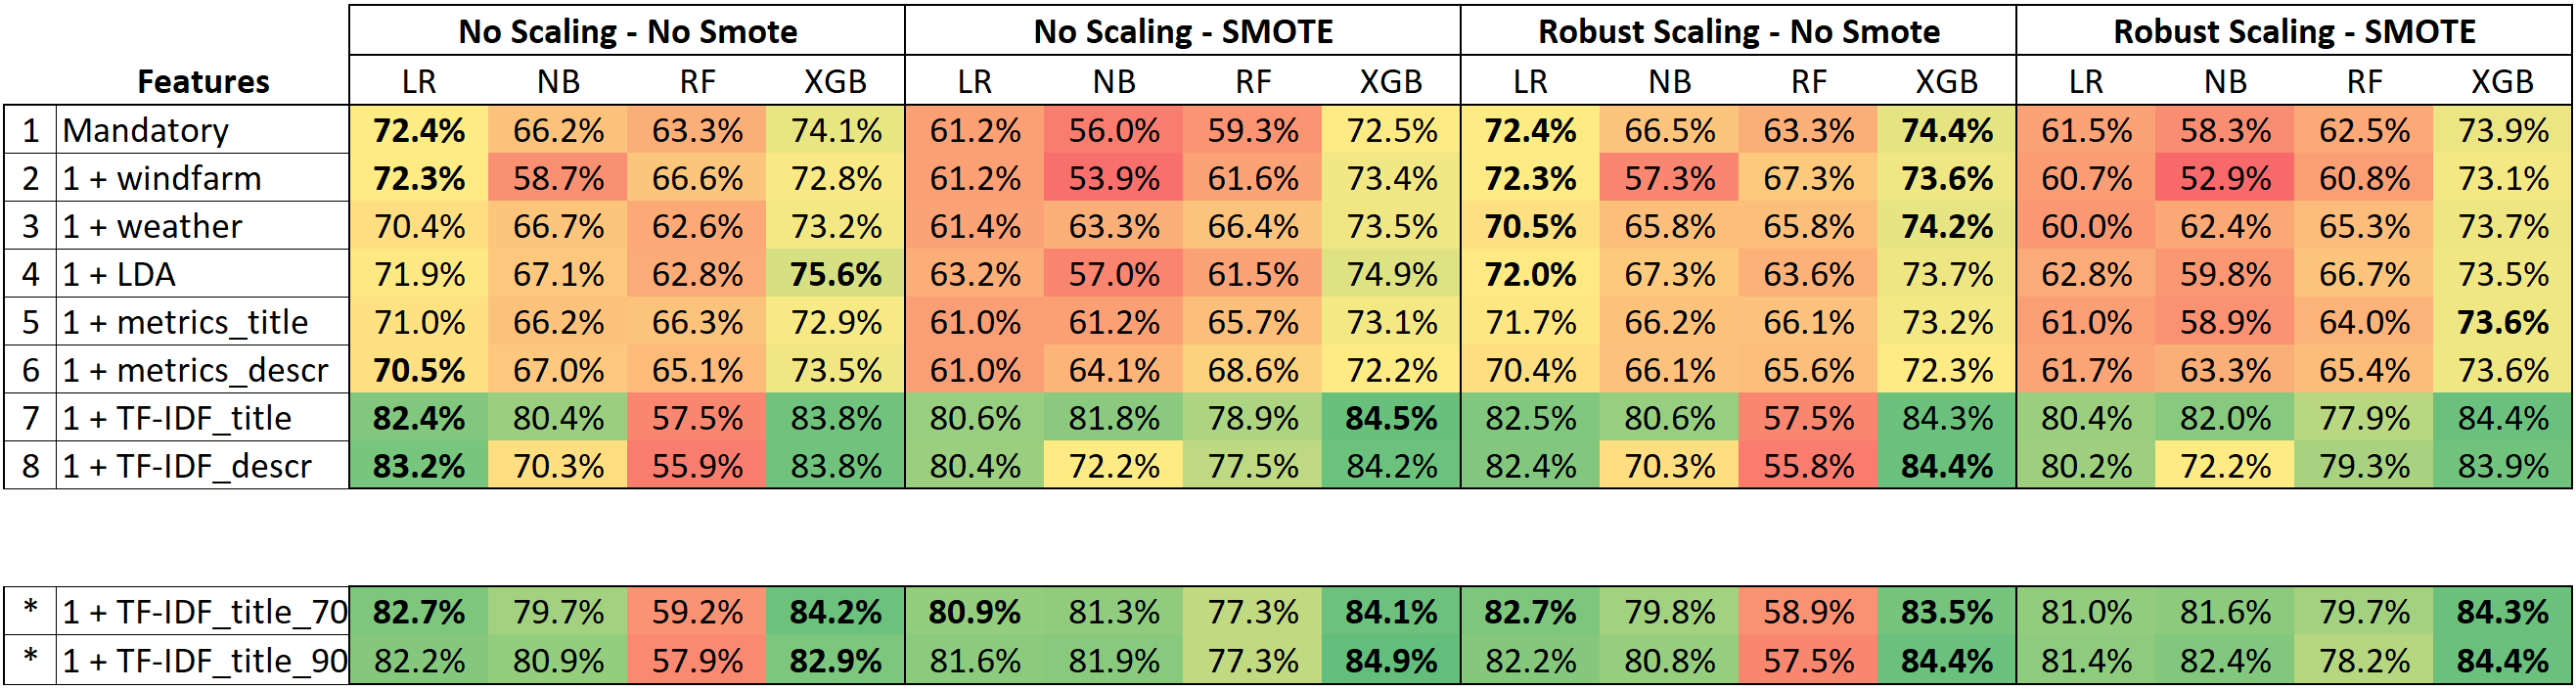 No Scaling - No Smote No Scaling - SMOTE Robust Scaling - No Smote Robust Scaling - SMOTE
Features LR NB RF XGB LR NB RF XGB LR NB RF XGB LR NB RF XGB
1 Mandatory 72.4% 66.2% 63.3% 74.1% 61.2% 56.0% 59.3% 72.5% 72.4% 66.5% 63.3% 74.4% 61.5% 58.3% 62.5% 73.9%
2 1 + windfarm 72.3% 58.7% 66.6% 72.8% 61.2% 53.9% 61.6% 73.4% 72.3% 57.3% 67.3% 73.6% 60.7% 52.9% 60.8% 73.1%
3 1 + weather 70.4% 66.7% 62.6% 73.2% 61.4% 63.3% 66.4% 73.5% 70.5% 65.8% 65.8% 74.2% 60.0% 62.4% 65.3% 73.7%
4 1 + LDA 71.9% 67.1% 62.8% 75.6% 63.2% 57.0% 61.5% 74.9% 72.0% 67.3% 63.6% 73.7% 62.8% 59.8% 66.7% 73.5%
5 1 + metrics_title 71.0% 66.2% 66.3% 72.9% 61.0% 61.2% 65.7% 73.1% 71.7% 66.2% 66.1% 73.2% 61.0% 58.9% 64.0% 73.6%
6 1 + metrics_descr 70.5% 67.0% 65.1% 73.5% 61.0% 64.1% 68.6% 72.2% 70.4% 66.1% 65.6% 72.3% 61.7% 63.3% 65.4% 73.6%
7 1 + TF-IDF_title 82.4% 80.4% 57.5% 83.8% 80.6% 81.8% 78.9% 84.5% 82.5% 80.6% 57.5% 84.3% 80.4% 82.0% 77.9% 84.4%
8 1 + TF-IDF_descr 83.2% 70.3% 55.9% 83.8% 80.4% 72.2% 77.5% 84.2% 82.4% 70.3% 55.8% 84.4% 80.2% 72.2% 79.3% 83.9%
* 1 + TF-IDF_title_70 82.7% 79.7% 59.2% 84.2% 80.9% 81.3% 77.3% 84.1% 82.7% 79.8% 58.9% 83.5% 81.0% 81.6% 79.7% 84.3%
* 1 + TF-IDF_title_90 82.2% 80.9% 57.9% 82.9% 81.6% 81.9% 77.3% 84.9% 82.2% 80.8% 57.5% 84.4% 81.4% 82.4% 78.2% 84.4%